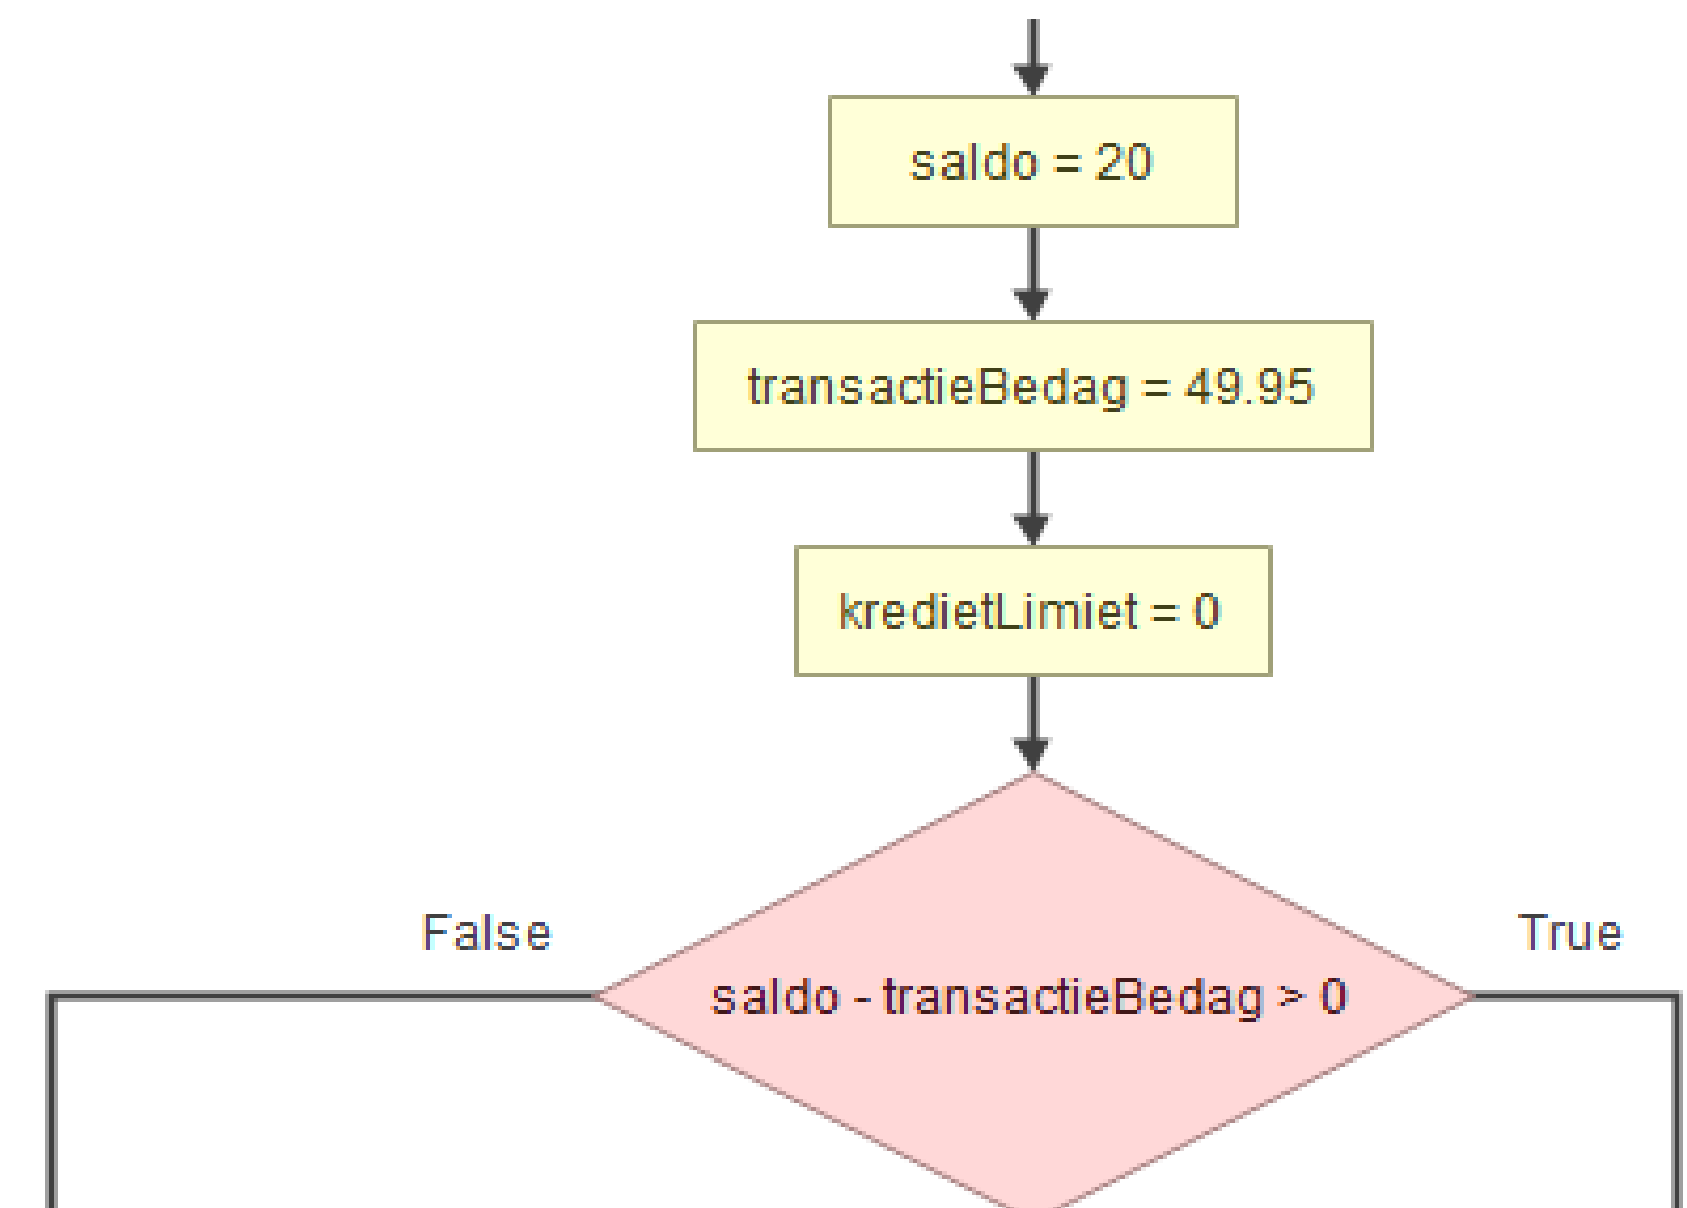 saldo = 20
transactieBedag = 49.95
kredietLimiet = 0
False
True
saldo - transactieBedag > 0